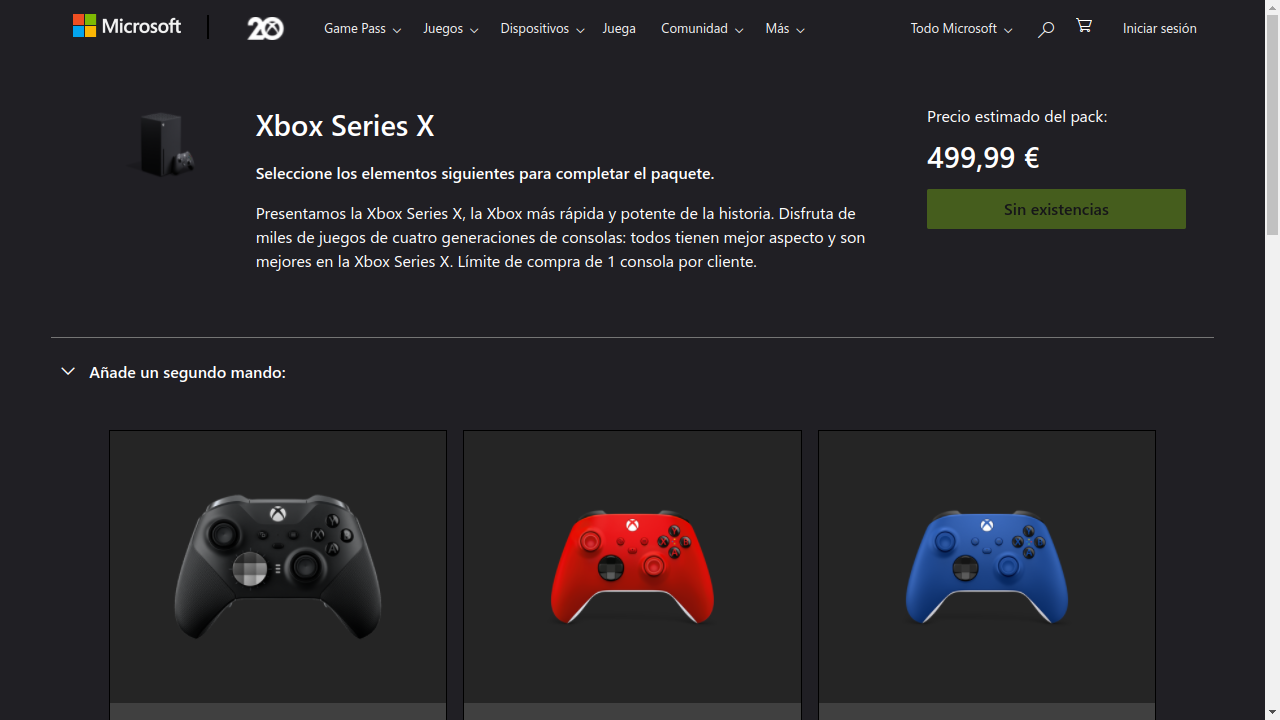 Microsoft
20
Game Pass
Juegos
Dispositivos
Juega
Comunidad
Más
Todo Microsoft
Iniciar sesión
Xbox Series X
Seleccione los elementos siguientes para completar el paquete.
Presentamos la Xbox Series X, la Xbox más rápida y potente de la historia. Disfruta de
miles de juegos de cuatro generaciones de consolas: todos tienen mejor aspecto y son
mejores en la Xbox Series X. Límite de compra de 1 consola por cliente.
Precio estimado del pack:
499,99 €
Sin existencias
Añade un segundo mando: